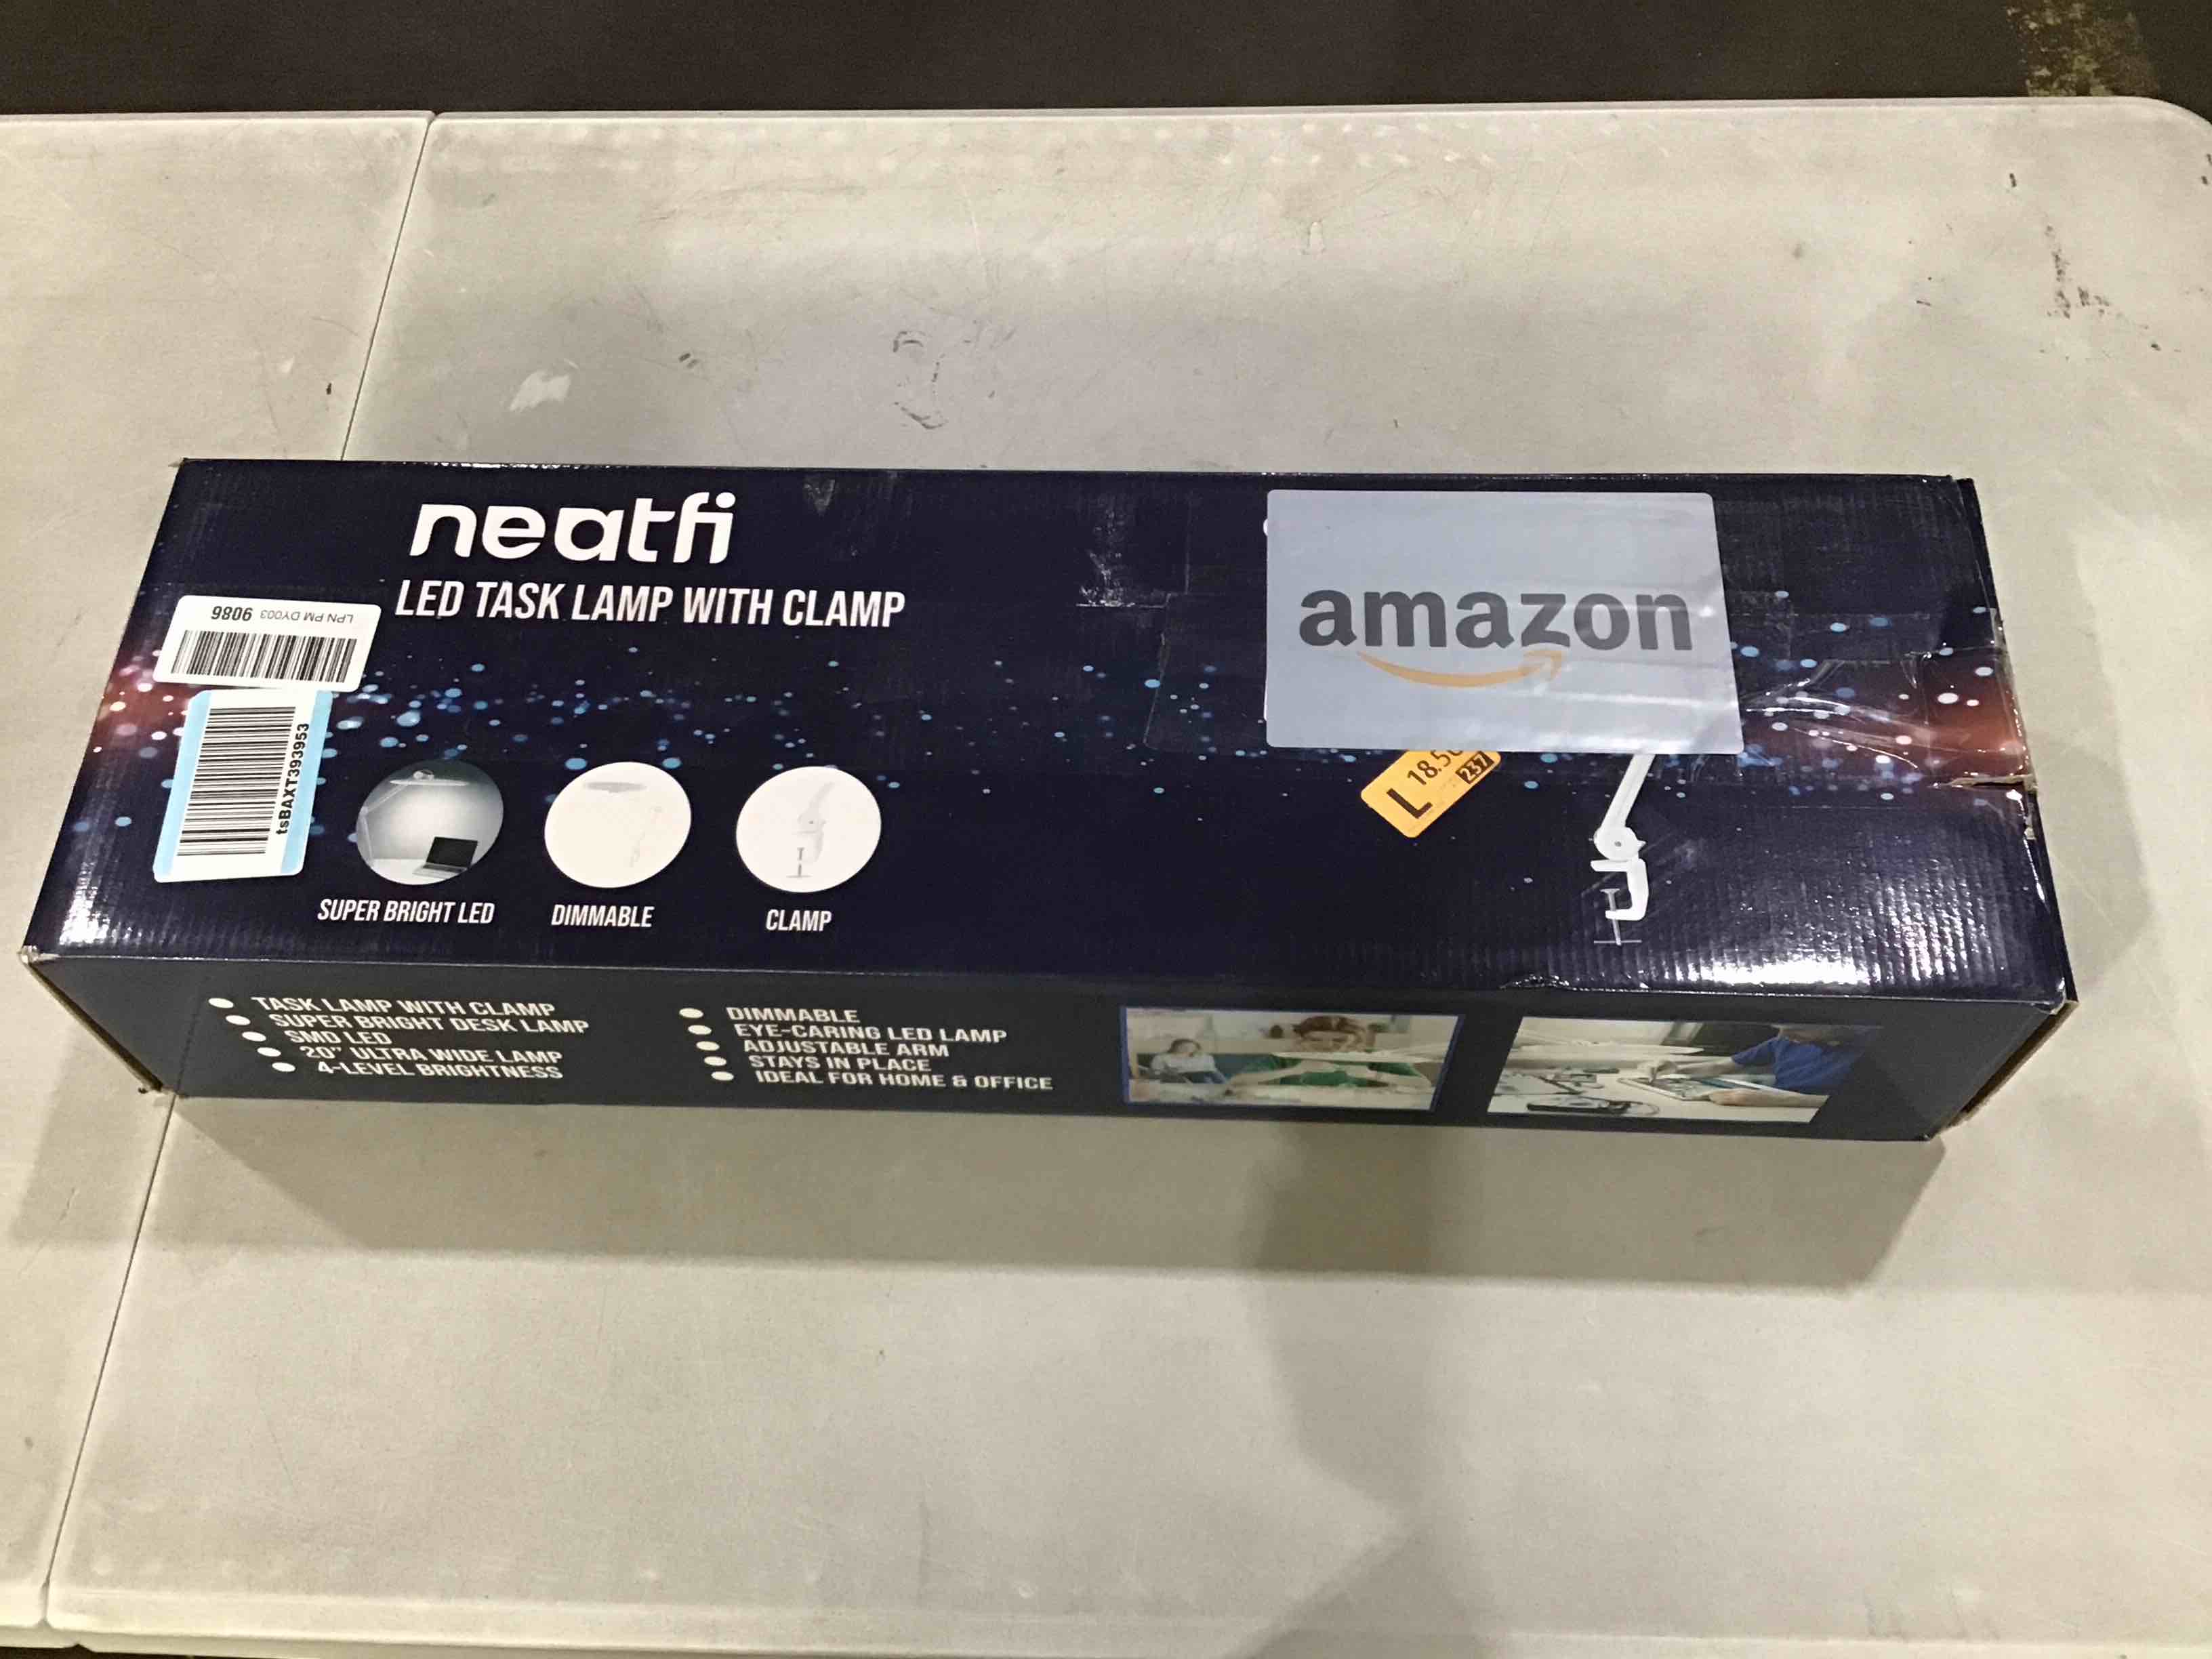 neatfi
LED TASK LAMP WITH CLAMP
LPN PM DY003 9086
tsBAXT393953
amazon
L 18.5
237
SUPER BRIGHT LED
DIMMABLE
CLAMP
TASK LAMP WITH CLAMP
SUPER BRIGHT DESK LAMP
SMD LED
20" ULTRA WIDE LAMP
4-LEVEL BRIGHTNESS
DIMMABLE
EYE-CARING LED LAMP
ADJUSTABLE ARM
STAYS IN PLACE
IDEAL FOR HOME & OFFICE